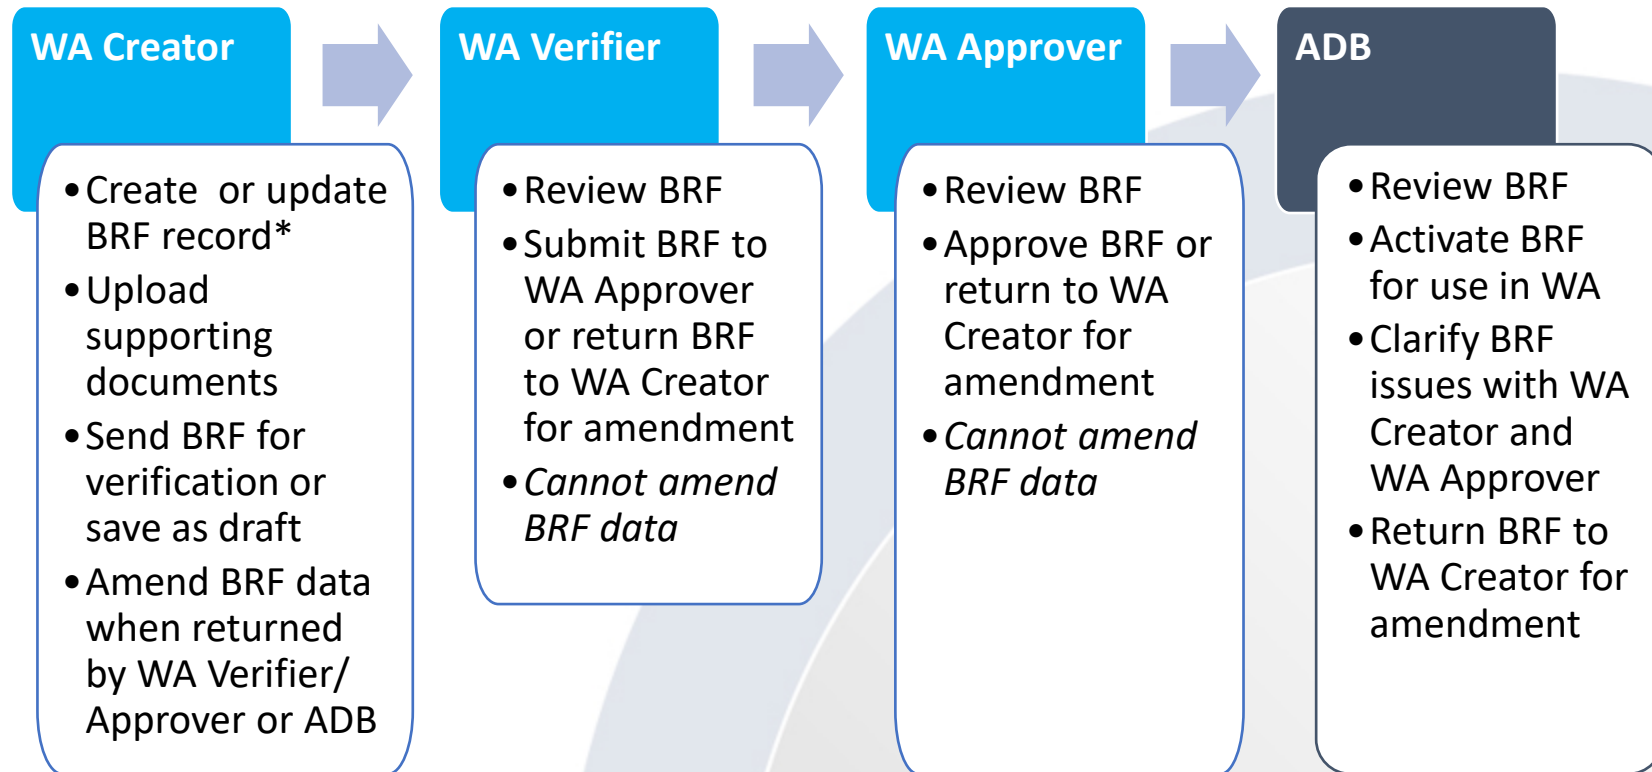 WA Creator
•Create or update
BRF record*
•Upload
supporting
documents
•Send BRF for
verification or
save as draft
•Amend BRF data
when returned
by WA Verifier/
Approver or ADB
WA Verifier
•Review BRF
•Submit BRF to
WA Approver
or return BRF
to WA Creator
for amendment
•Cannot amend
BRF data
WA Approver
•Review BRF
•Approve BRF or
return to WA
Creator for
amendment
•Cannot amend
BRF data
ADB
•Review BRF
•Activate BRF
for use in WA
•Clarify BRF
issues with WA
Creator and
WA Approver
•Return BRF to
WA Creator for
amendment